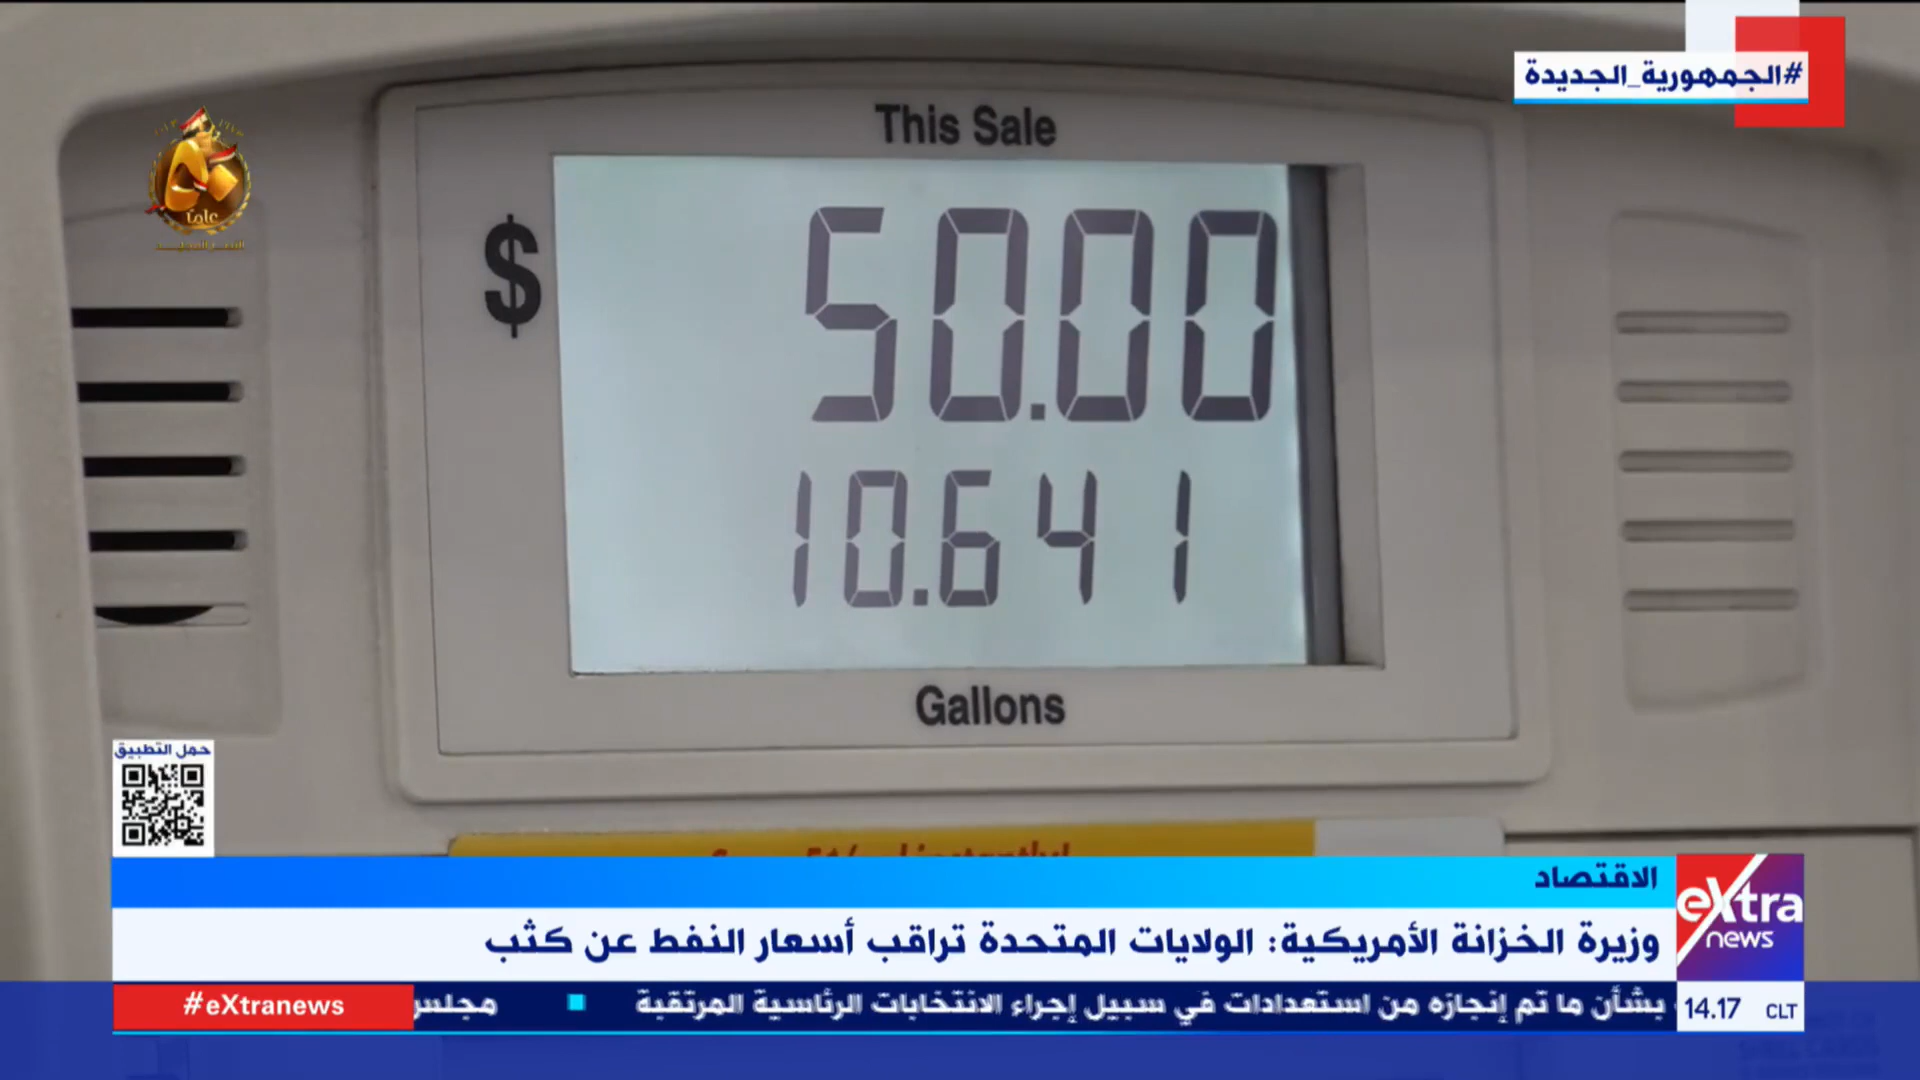 #الجمهورية_الجديدة
This Sale
$ 50.00
10.641
Gallons
عامًا
حمل التطبيق
الاقتصاد
eXtra news
وزيرة الخزانة الأمريكية: الولايات المتحدة تراقب أسعار النفط عن كثب
بشأن ما تم إنجازه من استعدادات في سبيل إجراء الانتخابات الرئاسية المرتقبة ■ مجلس
#eXtranews
14.17 CLT